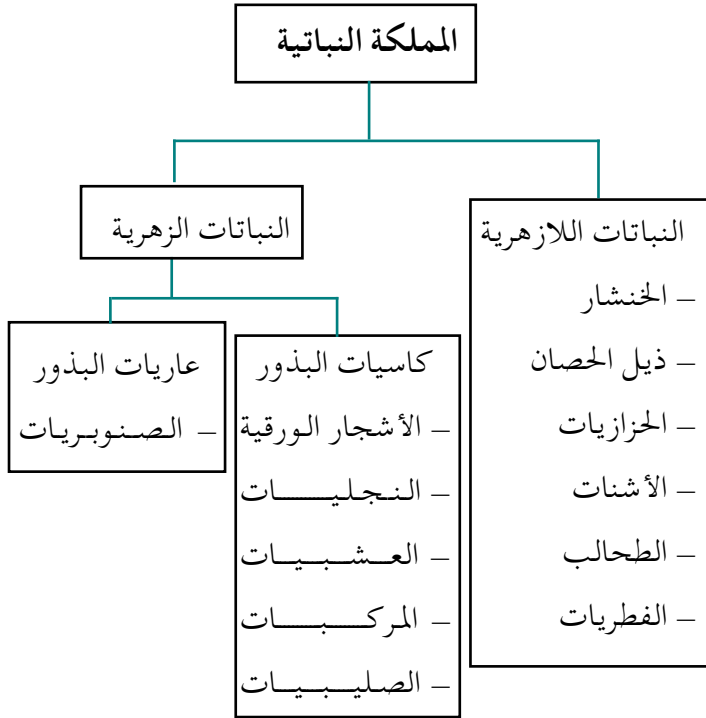 المملكة النباتية
النباتات اللازهرية
– الخنشار
– ذيل الحصان
– الحزازيات
– الأشنات
– الطحالب
– الفطريات
النباتات الزهرية
كاسيات البذور
– الأشجار الورقية
– النجليات
– العشبيات
– المركبات
– الصليبيات
عاريات البذور
– الصنوبريات